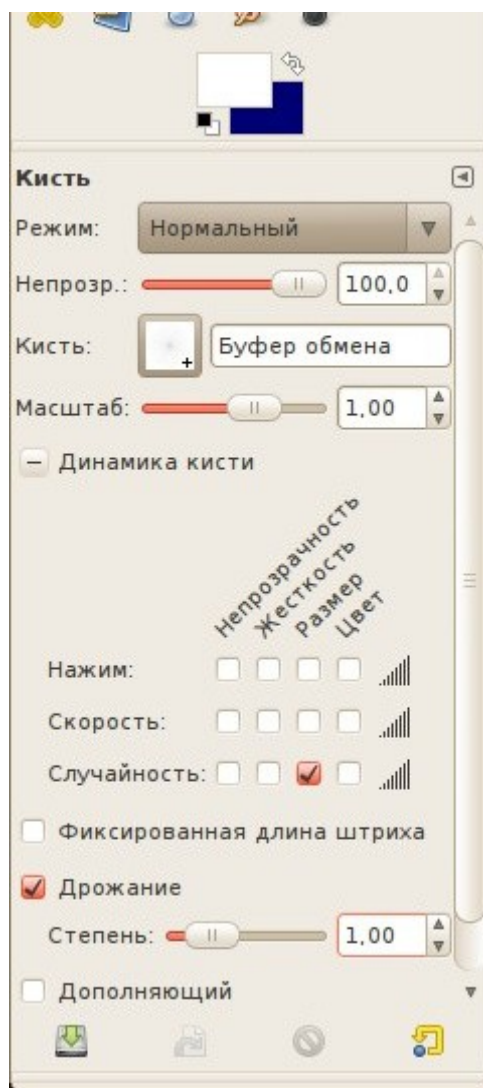 Кисть
Режим: Нормальный
Непрозр.: 100,0
Кисть: Буфер обмена
Масштаб: 1,00
Динамика кисти
Непрозрачность
Жесткость
Размер
Цвет
Нажим:
Скорость:
Случайность:
Фиксированная длина штриха
Дрожание
Степень: 1,00
Дополняющий